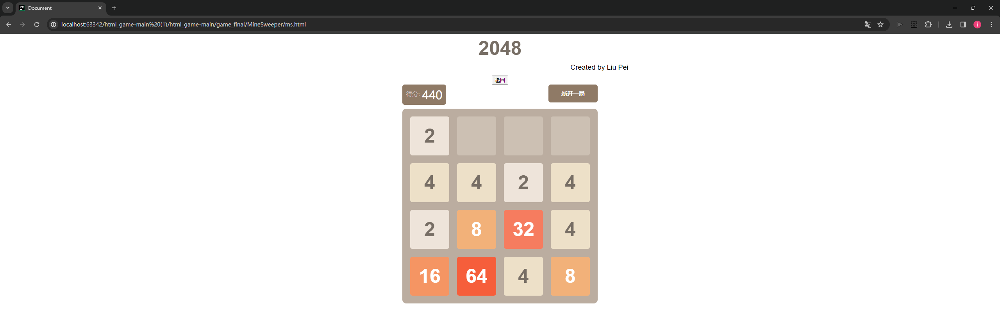 Document
localhost:63342/html_game-main%20(1)/html_game-main/game_final/MineSweeper/ms.html
j
2048
Created by Liu Pei
返回
得分: 440
新开一局
2
4 4 2 4
2 8 32 4
16 64 4 8